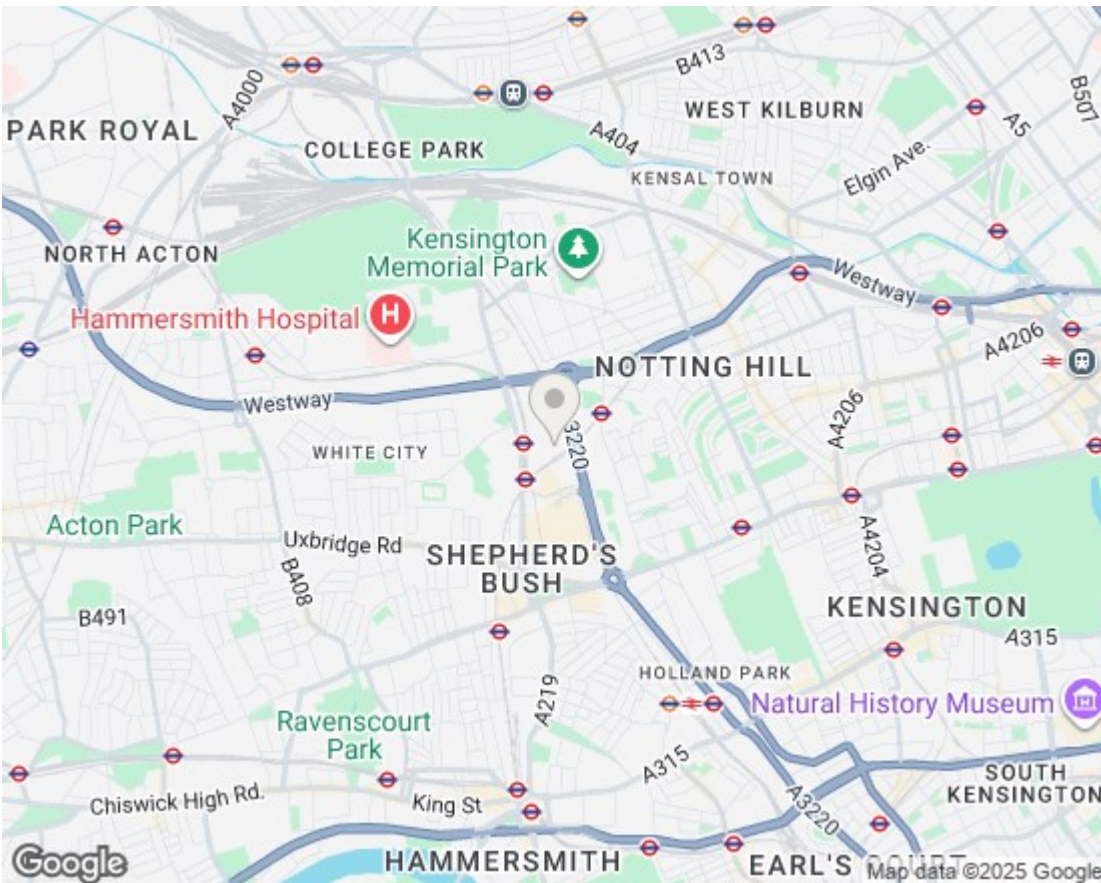 B413
A4000
B507
WEST KILBURN
A5
PARK ROYAL
A404
COLLEGE PARK
Elgin Ave.
KENSAL TOWN
Kensington
Memorial Park
NORTH ACTON
Westway
Hammersmith Hospital
H
A4206
NOTTING HILL
Westway
A4206
3220
WHITE CITY
Acton Park
Uxbridge Rd
SHEPHERD'S
BUSH
A4204
B408
KENSINGTON
B491
A315
HOLLAND PARK
A219
Natural History Museum
Ravenscourt
Park
A315
SOUTH
KENSINGTON
Chiswick High Rd.
King St
A3220
Google
HAMMERSMITH
EARL'S COURT
Map data ©2025 Google